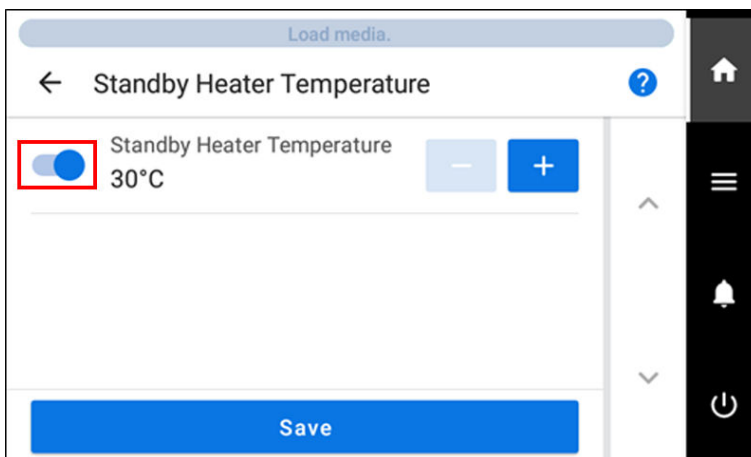 Load media.
Standby Heater Temperature
Standby Heater Temperature
30°C
Save